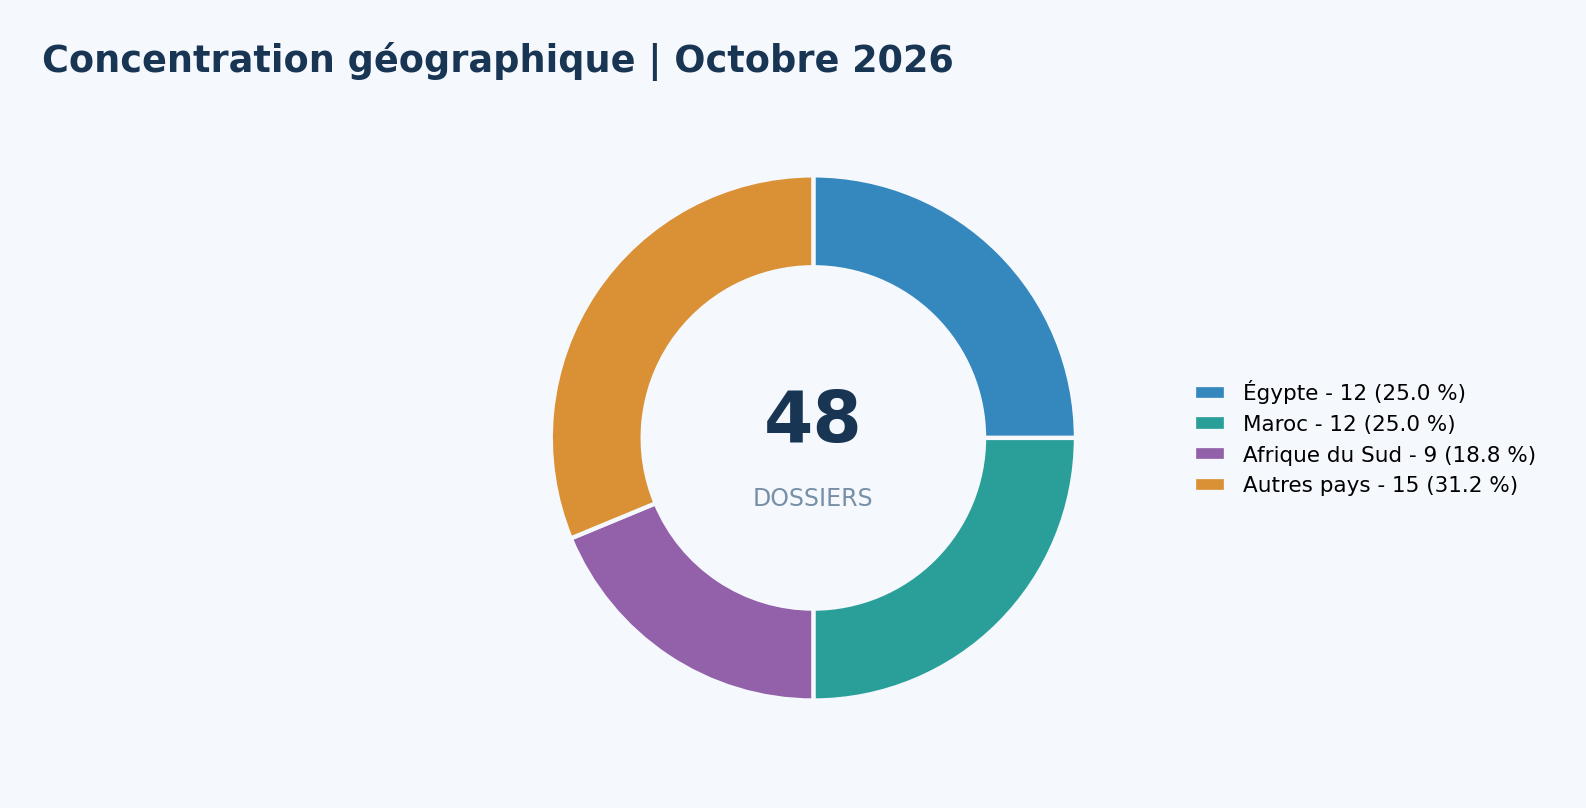 Concentration géographique | Octobre 2026
48
DOSSIERS
Égypte - 12 (25.0 %)
Maroc - 12 (25.0 %)
Afrique du Sud - 9 (18.8 %)
Autres pays - 15 (31.2 %)